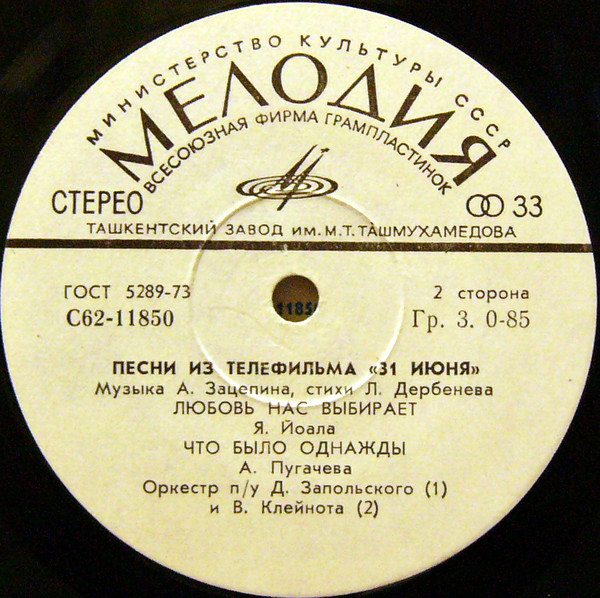 МИНИСТЕРСТВО КУЛЬТУРЫ СССР
МЕЛОДИЯ
ВСЕСОЮЗНАЯ ФИРМА ГРАМПЛАСТИНОК
СТЕРЕО 33
ТАШКЕНТСКИЙ ЗАВОД ИМ. М.Т. ТАШМУХАМЕДОВА
ГОСТ 5289-73 2 сторона
С62-11850 Гр. 3. 0-85
1185
ПЕСНИ ИЗ ТЕЛЕФИЛЬМА «31 ИЮНЯ»
Музыка А. Зацепина, стихи Л. Дербенева
ЛЮБОВЬ НАС ВЫБИРАЕТ
Я. Йоала
ЧТО БЫЛО ОДНАЖДЫ
А. Пугачева
Оркестр п/у Д. Запольского (1)
и В. Клейнота (2)